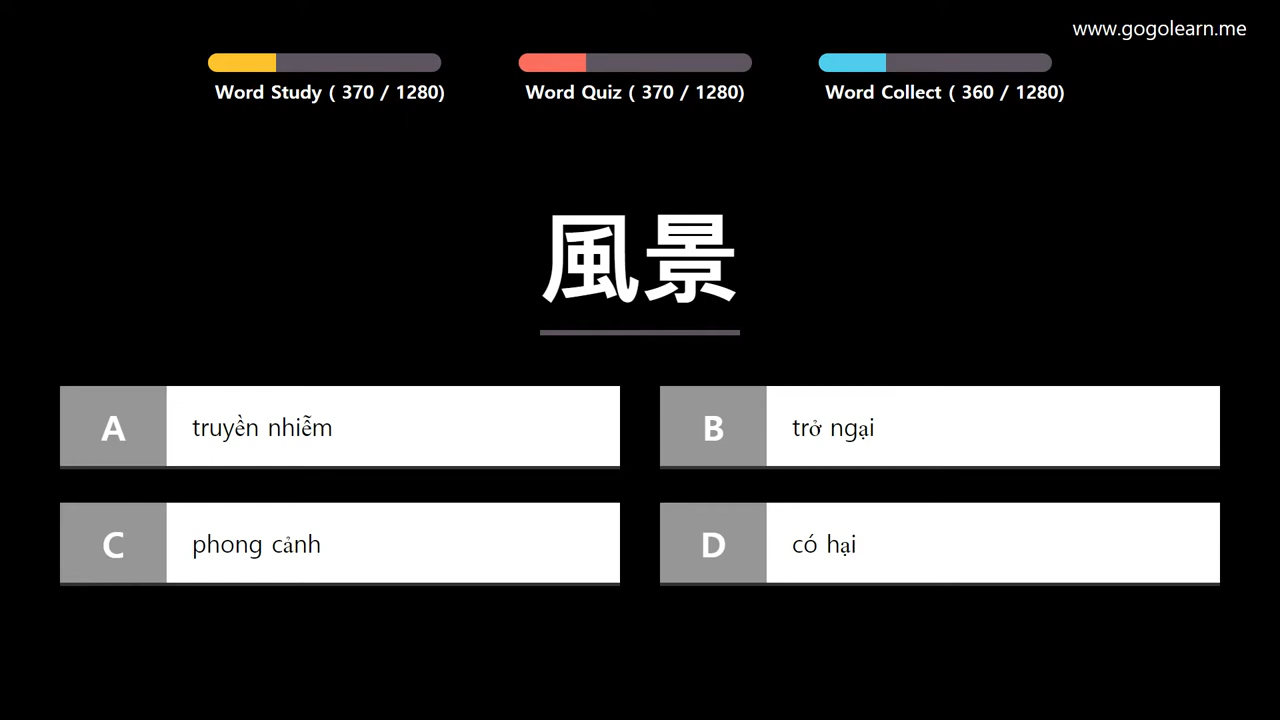 www.gogolearn.me
Word Study ( 370 / 1280)
Word Quiz ( 370 / 1280)
Word Collect ( 360 / 1280)
風景
A truyền nhiễm
B trở ngại
C phong cảnh
D có hại